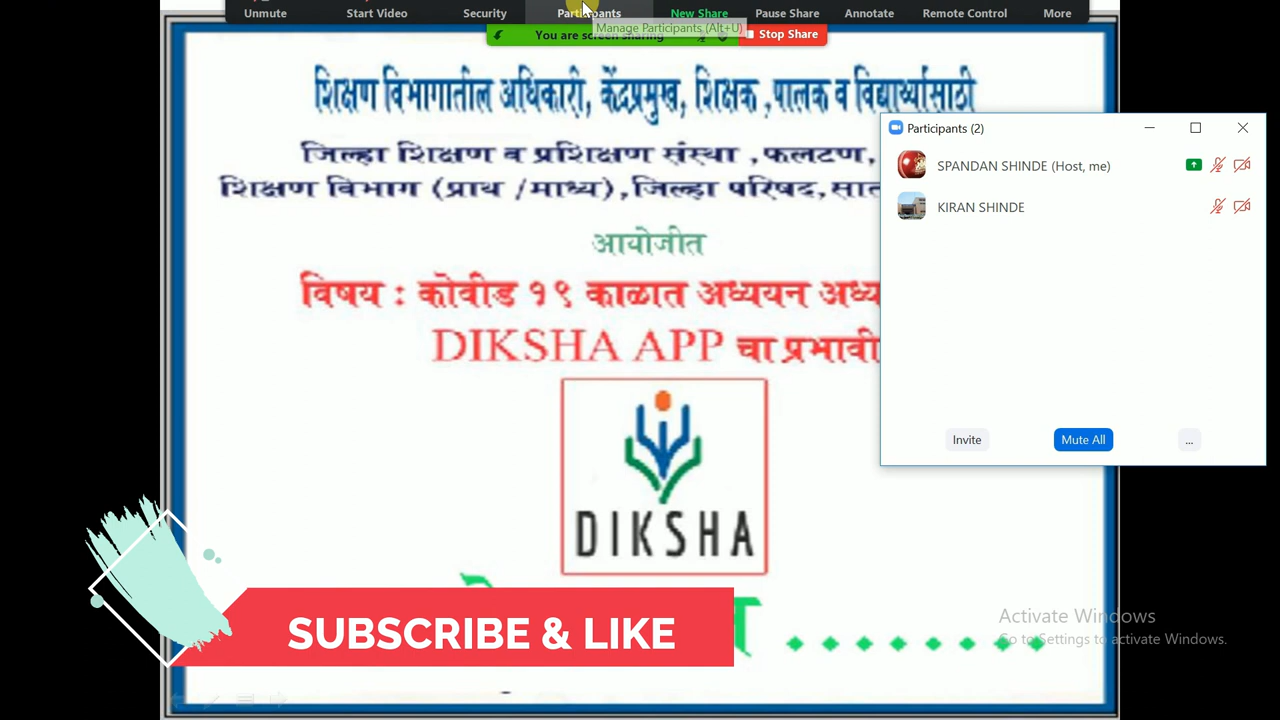 Unmute Start Video Security Participants New Share Pause Share Annotate Remote Control More
Manage Participants (Alt+U)
You are screen sharing Stop Share
शिक्षण विभागातील अधिकारी, केंद्रप्रमुख, शिक्षक ,पालक व विद्यार्थ्यासाठी
Participants (2)
जिल्हा शिक्षण व प्रशिक्षण संस्था ,फलटण,
SPANDAN SHINDE (Host, me)
शिक्षण विभाग (प्राथ /माध्य),जिल्हा परिषद,सात
KIRAN SHINDE
आयोजीत
विषय : कोवीड १९ काळात अध्ययन अध्य
DIKSHA APP चा प्रभावी
Invite Mute All ...
DIKSHA
SUBSCRIBE & LIKE
Activate Windows
Go to Settings to activate Windows.